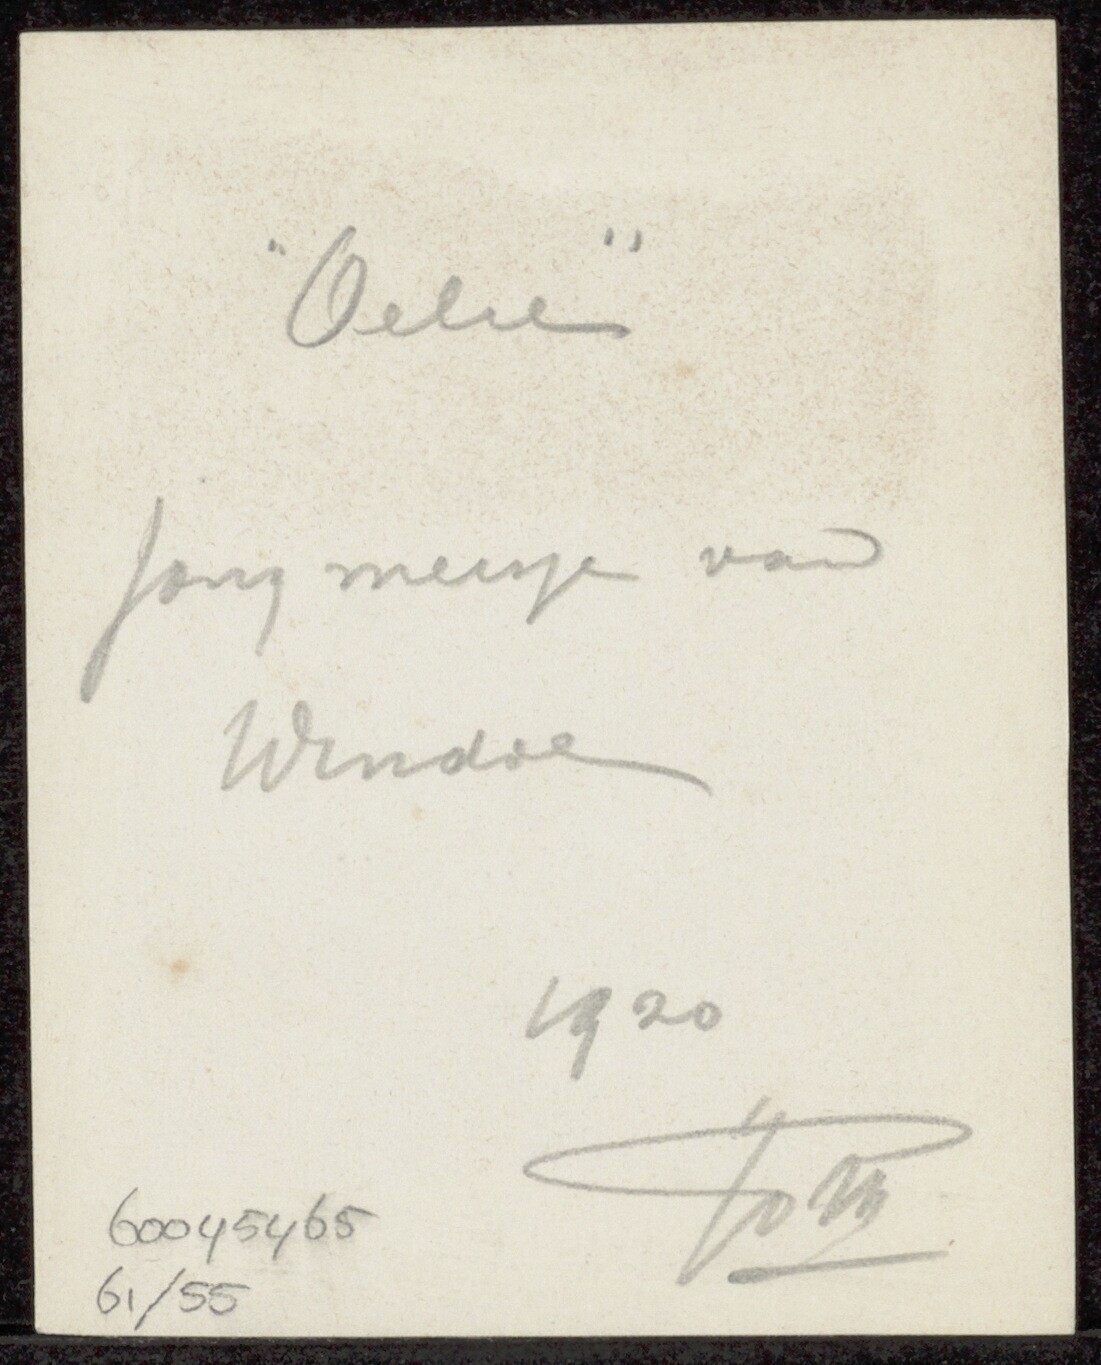 "Oelie"
jong meisje van
Windoe
1920
60045465
61/55